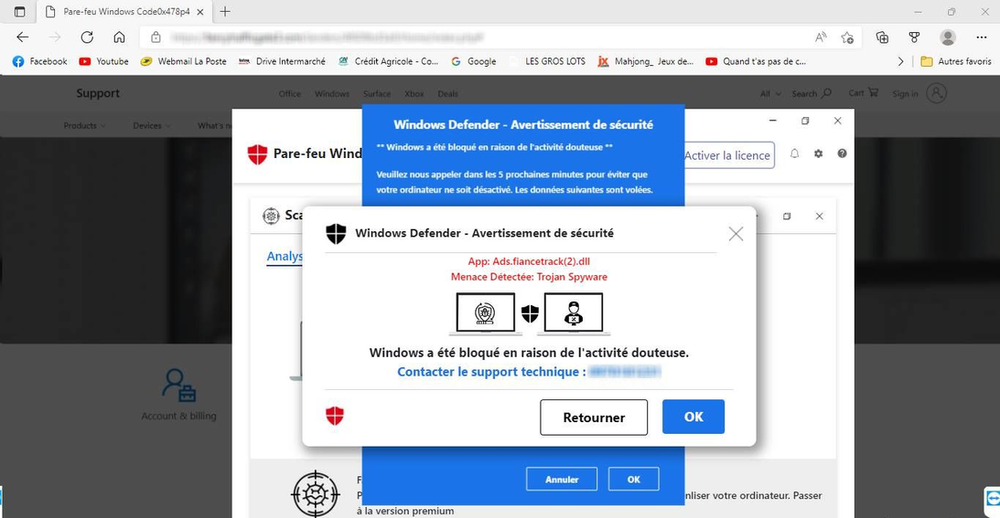 Pare-feu Windows Code0x478p4
Facebook
Youtube
Webmail La Poste
Drive Intermarché
Crédit Agricole - Co...
Google
LES GROS LOTS
Mahjong_ Jeux de...
Quand t'as pas de c...
Autres favoris
Support
Office
Windows
Surface
Xbox
Deals
All
Search
Cart
Sign in
Products
Devices
What's
Pare-feu
Activer la licence
Windows Defender - Avertissement de sécurité
** Windows a été bloqué en raison de l'activité douteuse **
Veuillez nous appeler dans les 5 prochaines minutes pour éviter que
votre ordinateur ne soit désactivé. Les données suivantes sont volées.
Windows Defender - Avertissement de sécurité
App: Ads.fiancetrack(2).dll
Menace Détectée: Trojan Spyware
Windows a été bloqué en raison de l'activité douteuse.
Contacter le support technique :
Retourner
OK
Account & billing
Annuler
OK
votre ordinateur. Passer
à la version premium